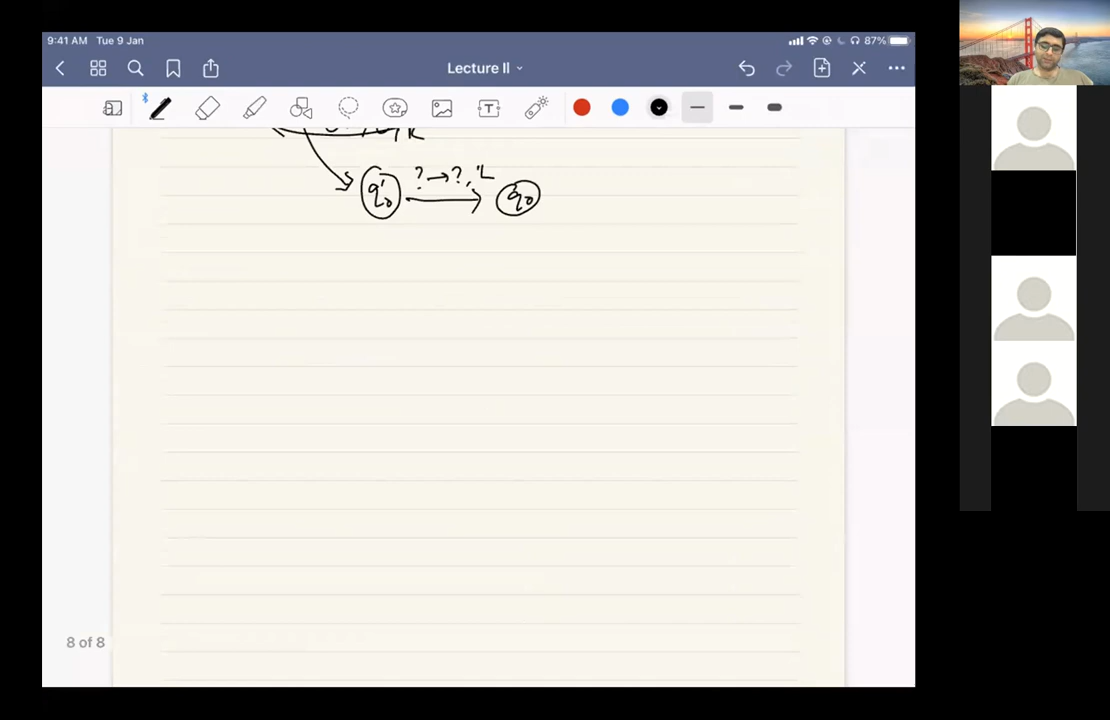 9:41 AM Tue 9 Jan
87%
Lecture II
T
? → ?, L
q'₀
q₀
8 of 8